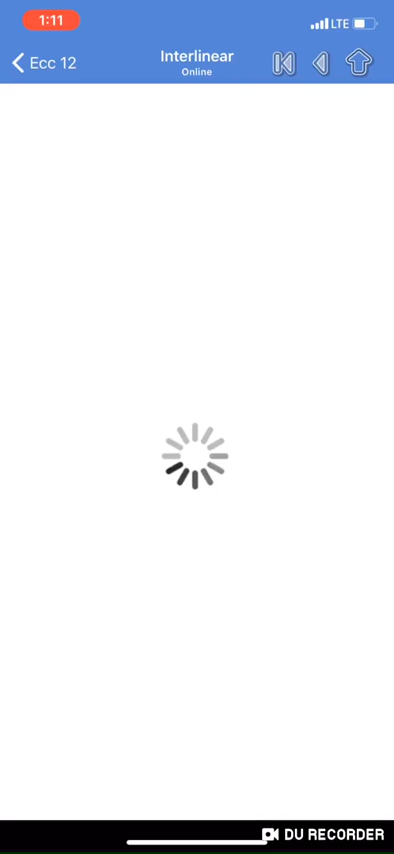 1:11
LTE
Ecc 12
Interlinear
Online
DU RECORDER